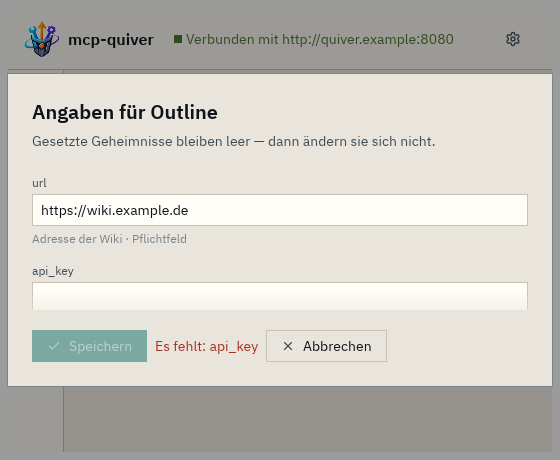 mcp-quiver
Verbunden mit http://quiver.example:8080
Angaben für Outline
Gesetzte Geheimnisse bleiben leer — dann ändern sie sich nicht.
url
https://wiki.example.de
Adresse der Wiki · Pflichtfeld
api_key
Speichern
Es fehlt: api_key
Abbrechen